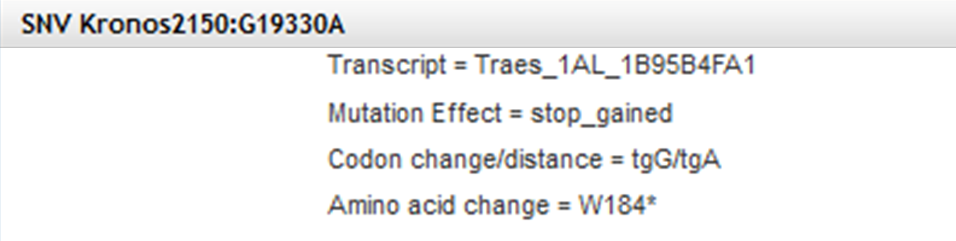 SNV Kronos2150:G19330A
Transcript = Traes_1AL_1B95B4FA1
Mutation Effect = stop_gained
Codon change/distance = tgG/tgA
Amino acid change = W184*